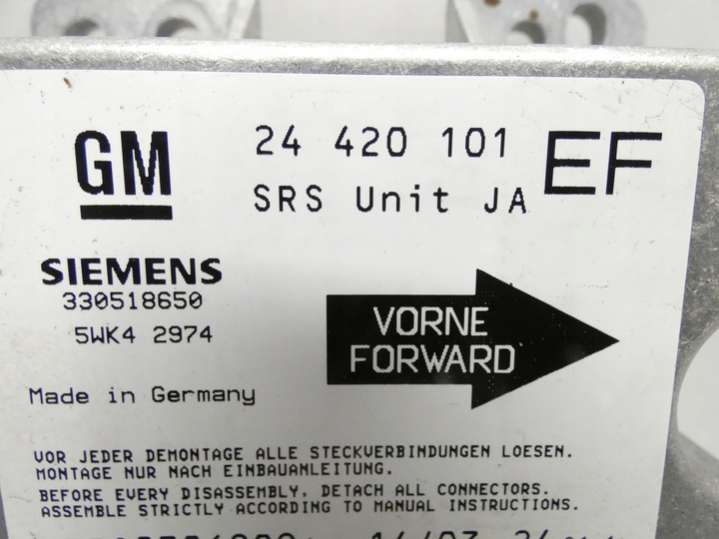 GM
24 420 101 EF
SRS Unit JA
SIEMENS
330518650
5WK4 2974
VORNE
FORWARD
Made in Germany
VOR JEDER DEMONTAGE ALLE STECKVERBINDUNGEN LOESEN.
MONTAGE NUR NACH EINBAUANLEITUNG.
BEFORE EVERY DISASSEMBLY, DETACH ALL CONNECTORS.
ASSEMBLE STRICTLY ACCORDING TO MANUAL INSTRUCTIONS.